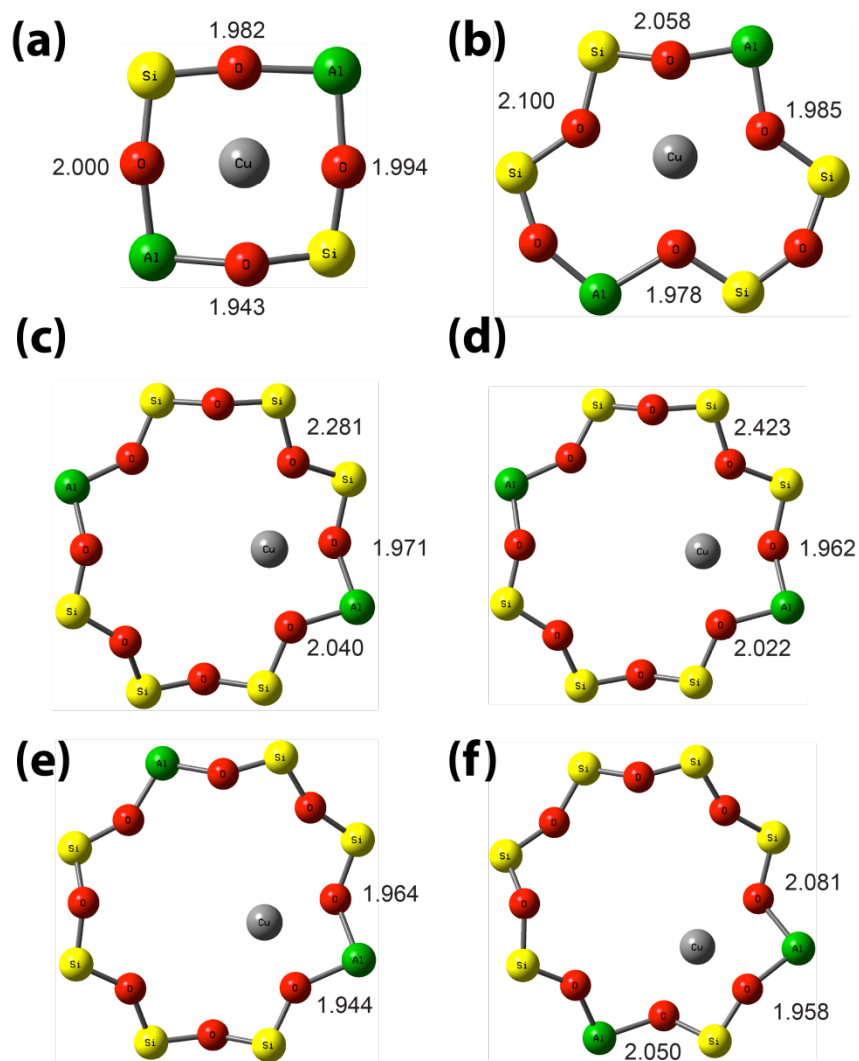 (a)
1.982
Si O Al
2.000 O Cu O 1.994
Al O Si
1.943
(b)
2.058
Si O Al
2.100 O O 1.985
Cu
Si Si
O O O
Al 1.978 Si
(c)
Si O Si
2.281
O O
Al Si
O Cu O 1.971
Si Al
O O 2.040
Si O Si
(d)
Si O Si
2.423
O O
Al Si
O Cu O 1.962
Si Al
O O 2.022
Si O Si
(e)
Al O Si
O O
Si Si
O O 1.964
Cu
Si Al
O O 1.944
Si O Si
(f)
Si O Si
O O
Si Si
2.081
O O
Cu Al
Si
O O 1.958
O
Al Si
2.050